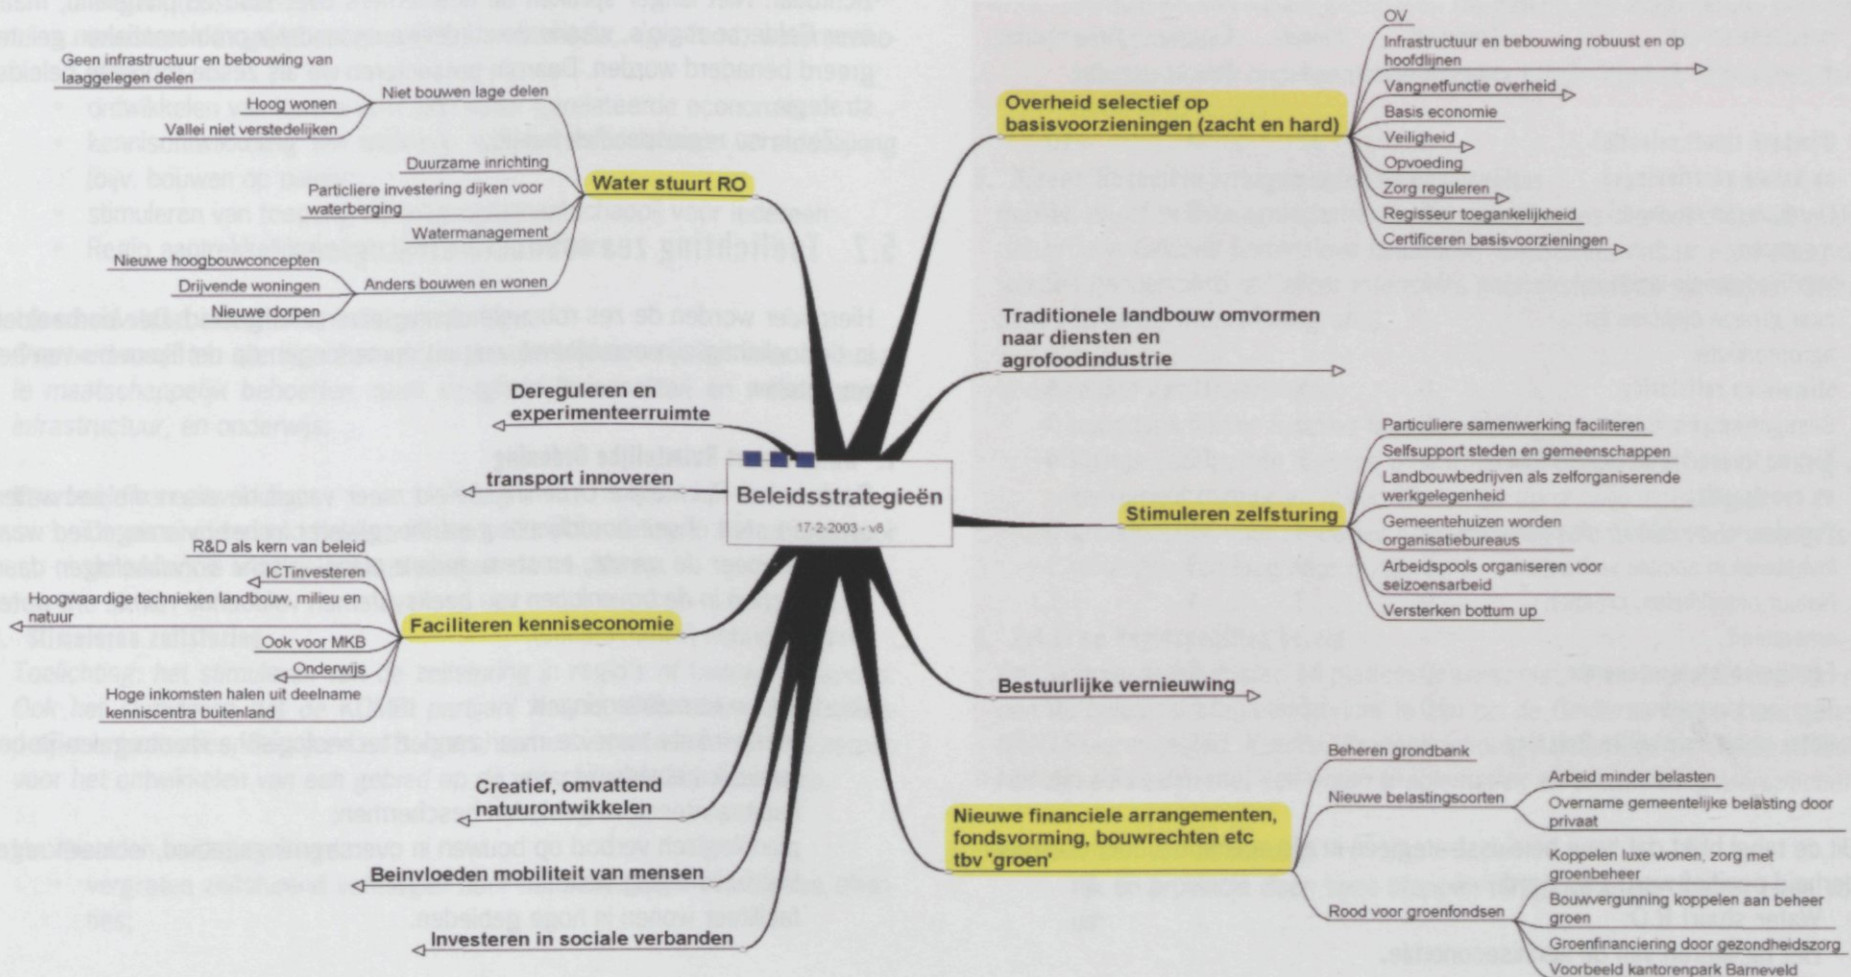 Beleidsstrategieën
17-2-2003 - v6
Water stuurt RO
Niet bouwen lage delen
Geen infrastructuur en bebouwing van
laaggelegen delen
Hoog wonen
Vallei niet verstedelijken
Duurzame inrichting
Particliere investering dijken voor
waterberging
Watermanagement
Anders bouwen en wonen
Nieuwe hoogbouwconcepten
Drijvende woningen
Nieuwe dorpen
Dereguleren en
experimenteerruimte
transport innoveren
Faciliteren kenniseconomie
R&D als kern van beleid
ICTinvesteren
Hoogwaardige technieken landbouw, milieu en
natuur
Ook voor MKB
Onderwijs
Hoge inkomsten halen uit deelname
kenniscentra buitenland
Creatief, omvattend
natuurontwikkelen
Beinvloeden mobiliteit van mensen
Investeren in sociale verbanden
Overheid selectief op
basisvoorzieningen (zacht en hard)
OV
Infrastructuur en bebouwing robuust en op
hoofdlijnen
Vangnetfunctie overheid
Basis economie
Veiligheid
Opvoeding
Zorg reguleren
Regisseur toegankelijkheid
Certificeren basisvoorzieningen
Traditionele landbouw omvormen
naar diensten en
agrofoodindustrie
Stimuleren zelfsturing
Particuliere samenwerking faciliteren
Selfsupport steden en gemeenschappen
Landbouwbedrijven als zelforganiserende
werkgelegenheid
Gemeentehuizen worden
organisatiebureaus
Arbeidspools organiseren voor
seizoensarbeid
Versterken bottum up
Bestuurlijke vernieuwing
Nieuwe financiele arrangementen,
fondsvorming, bouwrechten etc
tbv 'groen'
Beheren grondbank
Nieuwe belastingsoorten
Arbeid minder belasten
Overname gemeentelijke belasting door
privaat
Rood voor groenfondsen
Koppelen luxe wonen, zorg met
groenbeheer
Bouwvergunning koppelen aan beheer
groen
Groenfinanciering door gezondheidszorg
Voorbeeld kantorenpark Barneveld